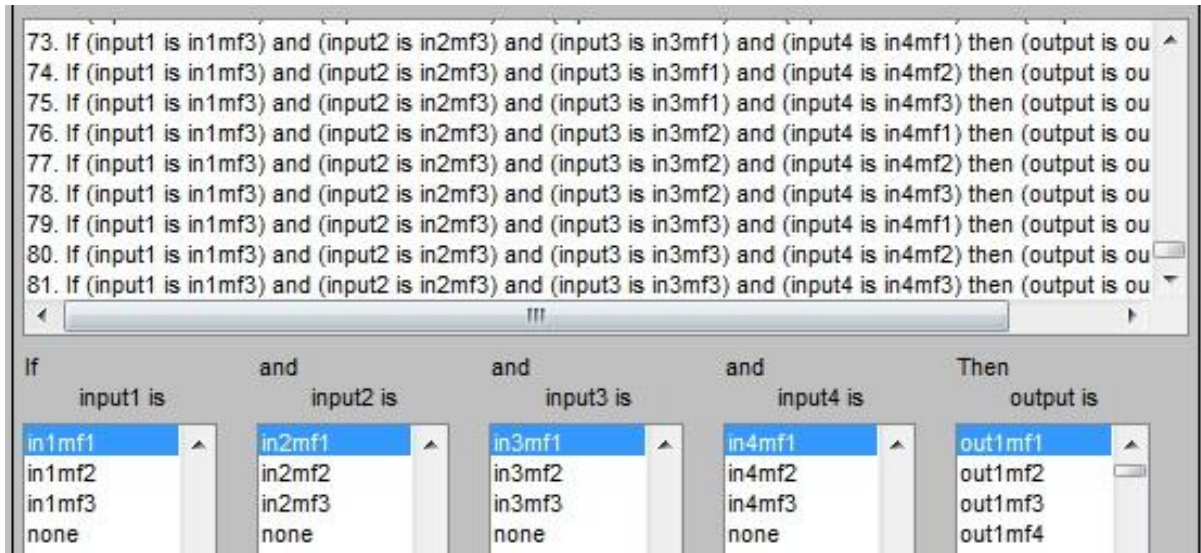 73. If (input1 is in1mf3) and (input2 is in2mf3) and (input3 is in3mf1) and (input4 is in4mf1) then (output is ou
74. If (input1 is in1mf3) and (input2 is in2mf3) and (input3 is in3mf1) and (input4 is in4mf2) then (output is ou
75. If (input1 is in1mf3) and (input2 is in2mf3) and (input3 is in3mf1) and (input4 is in4mf3) then (output is ou
76. If (input1 is in1mf3) and (input2 is in2mf3) and (input3 is in3mf2) and (input4 is in4mf1) then (output is ou
77. If (input1 is in1mf3) and (input2 is in2mf3) and (input3 is in3mf2) and (input4 is in4mf2) then (output is ou
78. If (input1 is in1mf3) and (input2 is in2mf3) and (input3 is in3mf2) and (input4 is in4mf3) then (output is ou
79. If (input1 is in1mf3) and (input2 is in2mf3) and (input3 is in3mf3) and (input4 is in4mf1) then (output is ou
80. If (input1 is in1mf3) and (input2 is in2mf3) and (input3 is in3mf3) and (input4 is in4mf2) then (output is ou
81. If (input1 is in1mf3) and (input2 is in2mf3) and (input3 is in3mf3) and (input4 is in4mf3) then (output is ou
If and and and Then
input1 is input2 is input3 is input4 is output is
in1mf1 in2mf1 in3mf1 in4mf1 out1mf1
in1mf2 in2mf2 in3mf2 in4mf2 out1mf2
in1mf3 in2mf3 in3mf3 in4mf3 out1mf3
none none none none out1mf4